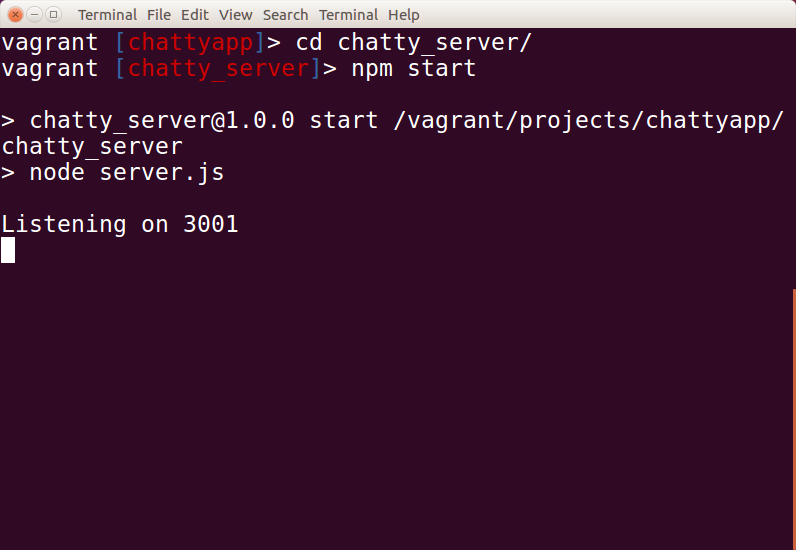 Terminal File Edit View Search Terminal Help
vagrant [chattyapp]> cd chatty_server/
vagrant [chatty_server]> npm start
> chatty_server@1.0.0 start /vagrant/projects/chattyapp/
chatty_server
> node server.js
Listening on 3001